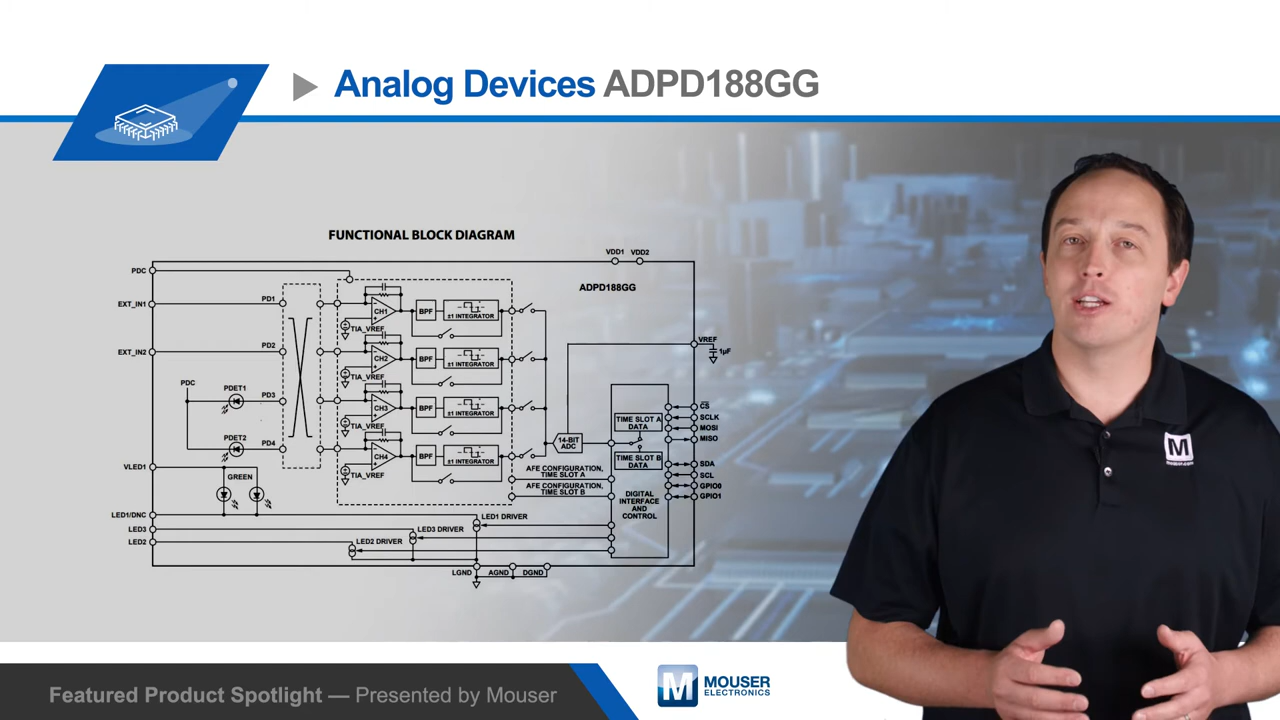 Analog Devices ADPD188GG
FUNCTIONAL BLOCK DIAGRAM
VDD1 VDD2
PDC
ADPD188GG
EXT_IN1
PD1
CH1
BPF
±1 INTEGRATOR
TIA_VREF
VREF
1µF
EXT_IN2
PD2
CH2
BPF
±1 INTEGRATOR
TIA_VREF
PDC
PDET1
PD3
CH3
BPF
±1 INTEGRATOR
TIA_VREF
PDET2
PD4
CH4
BPF
±1 INTEGRATOR
TIA_VREF
14-BIT
ADC
TIME SLOT A
DATA
TIME SLOT B
DATA
CS
SCLK
MOSI
MISO
AFE CONFIGURATION,
TIME SLOT A
AFE CONFIGURATION,
TIME SLOT B
DIGITAL
INTERFACE
AND
CONTROL
SDA
SCL
GPIO0
GPIO1
VLED1
GREEN
LED1/DNC
LED1 DRIVER
LED3
LED3 DRIVER
LED2
LED2 DRIVER
LGND
AGND
DGND
M
Featured Product Spotlight — Presented by Mouser
M
MOUSER
ELECTRONICS